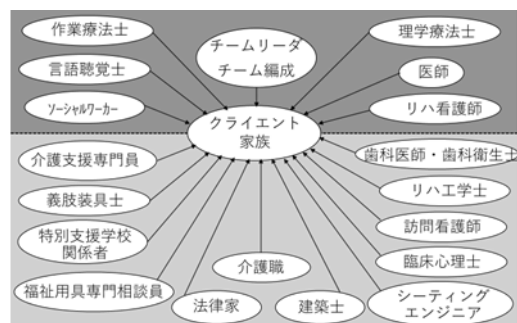 作業療法士
チームリーダ
チーム編成
理学療法士
言語聴覚士
医師
ソーシャルワーカー
リハ看護師
クライエント
家族
介護支援専門員
歯科医師・歯科衛生士
義肢装具士
リハ工学士
特別支援学校
関係者
訪問看護師
介護職
臨床心理士
福祉用具専門相談員
法律家
建築士
シーティング
エンジニア